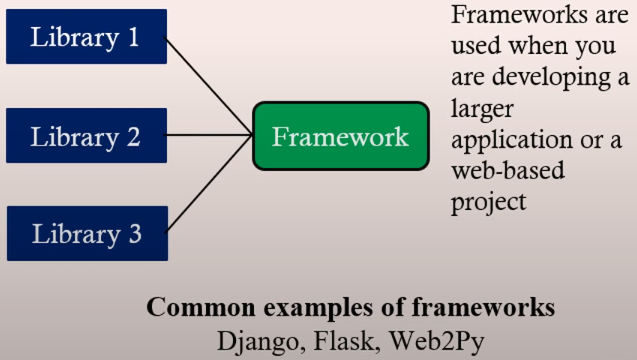 Library 1
Library 2
Library 3
Framework
Frameworks are
used when you
are developing a
larger
application or a
web-based
project
Common examples of frameworks
Django, Flask, Web2Py